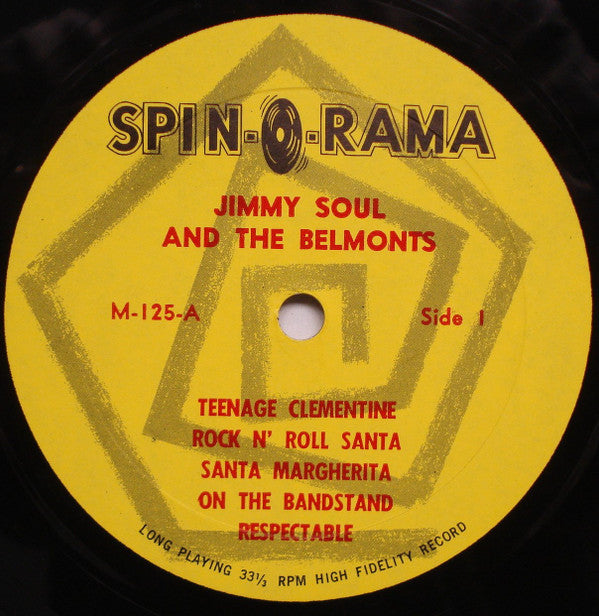 SPIN-O-RAMA
JIMMY SOUL
AND THE BELMONTS
M-125-A
Side 1
TEENAGE CLEMENTINE
ROCK N' ROLL SANTA
SANTA MARGHERITA
ON THE BANDSTAND
RESPECTABLE
LONG PLAYING 33⅓ RPM HIGH FIDELITY RECORD